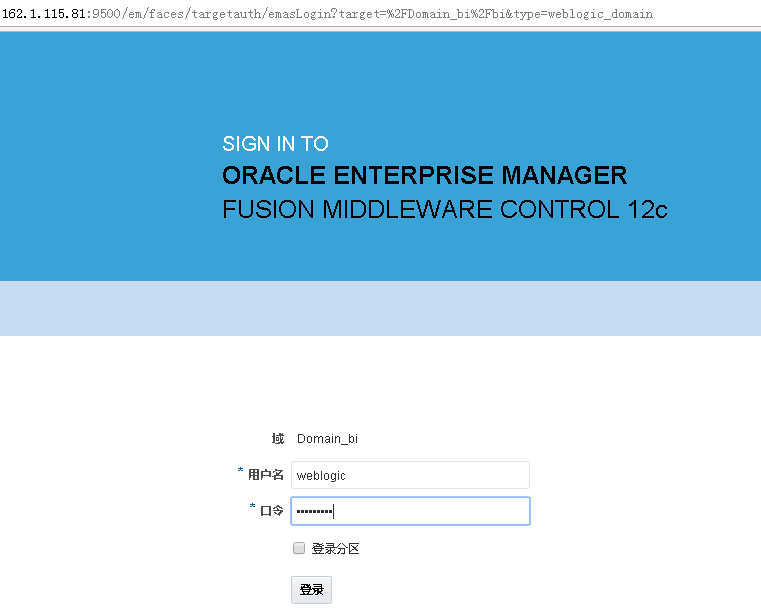 162.1.115.81:9500/em/faces/targetauth/emasLogin?target=%2FDomain_bi%2Fbi&type=weblogic_domain
SIGN IN TO
ORACLE ENTERPRISE MANAGER
FUSION MIDDLEWARE CONTROL 12c
域 Domain_bi
* 用户名 weblogic
* 口令 •••••••••
登录分区
登录